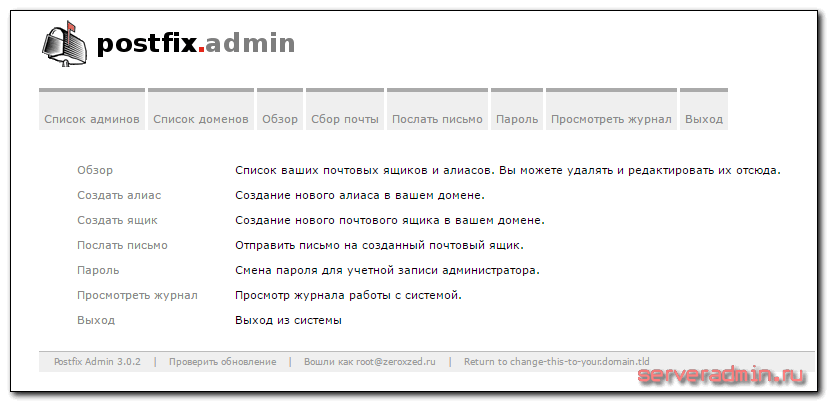 postfix.admin
Список админов Список доменов Обзор Сбор почты Послать письмо Пароль Просмотреть журнал Выход
Обзор Список ваших почтовых ящиков и алиасов. Вы можете удалять и редактировать их отсюда.
Создать алиас Создание нового алиаса в вашем домене.
Создать ящик Создание нового почтового ящика в вашем домене.
Послать письмо Отправить письмо на созданный почтовый ящик.
Пароль Смена пароля для учетной записи администратора.
Просмотреть журнал Просмотр журнала работы с системой.
Выход Выход из системы
Postfix Admin 3.0.2 | Проверить обновление | Вошли как root@zeroxzed.ru | Return to change-this-to-your.domain.tld
serveradmin.ru